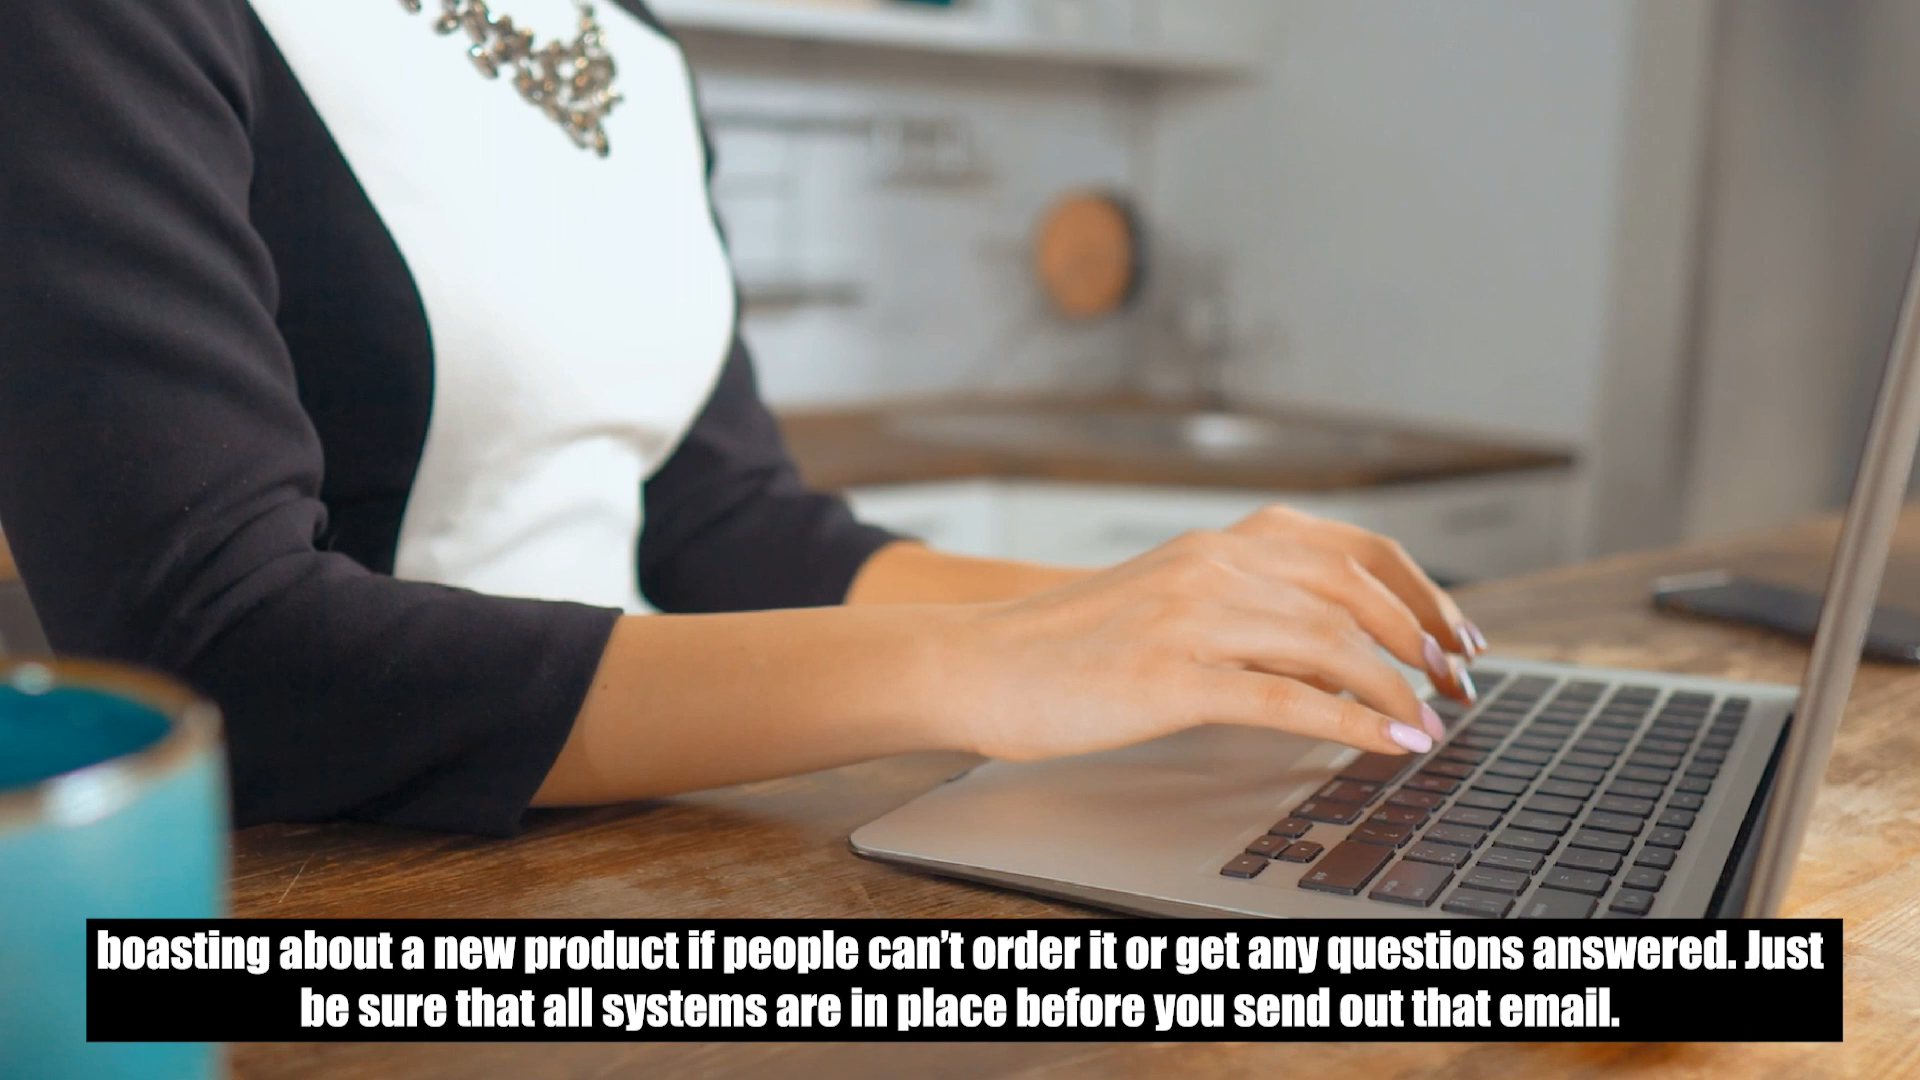 boasting about a new product if people can’t order it or get any questions answered. Just
be sure that all systems are in place before you send out that email.